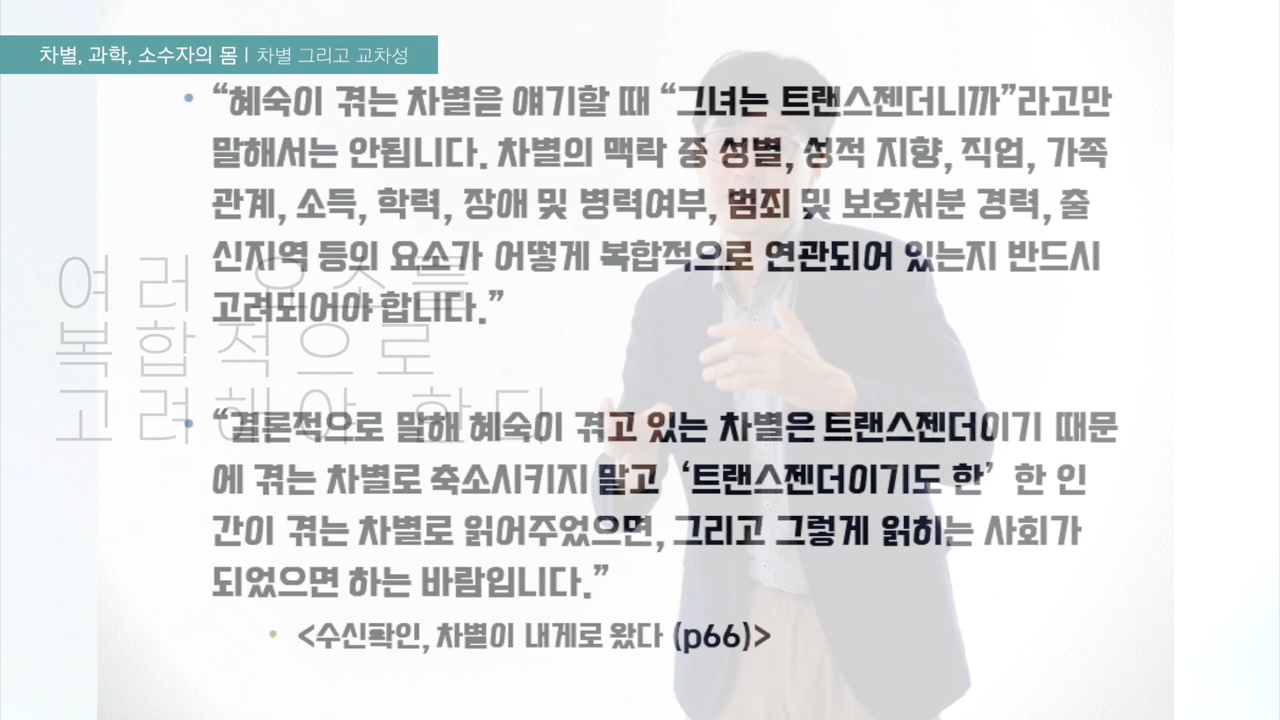 차별, 과학, 소수자의 몸 | 차별 그리고 교차성
• “혜숙이 겪는 차별을 얘기할 때 “그녀는 트랜스젠더니까”라고만
말해서는 안됩니다. 차별의 맥락 중 성별, 성적 지향, 직업, 가족
관계, 소득, 학력, 장애 및 병력여부, 범죄 및 보호처분 경력, 출
신지역 등의 요소가 어떻게 복합적으로 연관되어 있는지 반드시
고려되어야 합니다.”
여러 요소를
복합적으로
고려해야 한다
• “결론적으로 말해 혜숙이 겪고 있는 차별은 트랜스젠더이기 때문
에 겪는 차별로 축소시키지 말고 ‘트랜스젠더이기도 한’ 한 인
간이 겪는 차별로 읽어주었으면, 그리고 그렇게 읽히는 사회가
되었으면 하는 바람입니다.”
• <수신확인, 차별이 내게로 왔다 (p66)>